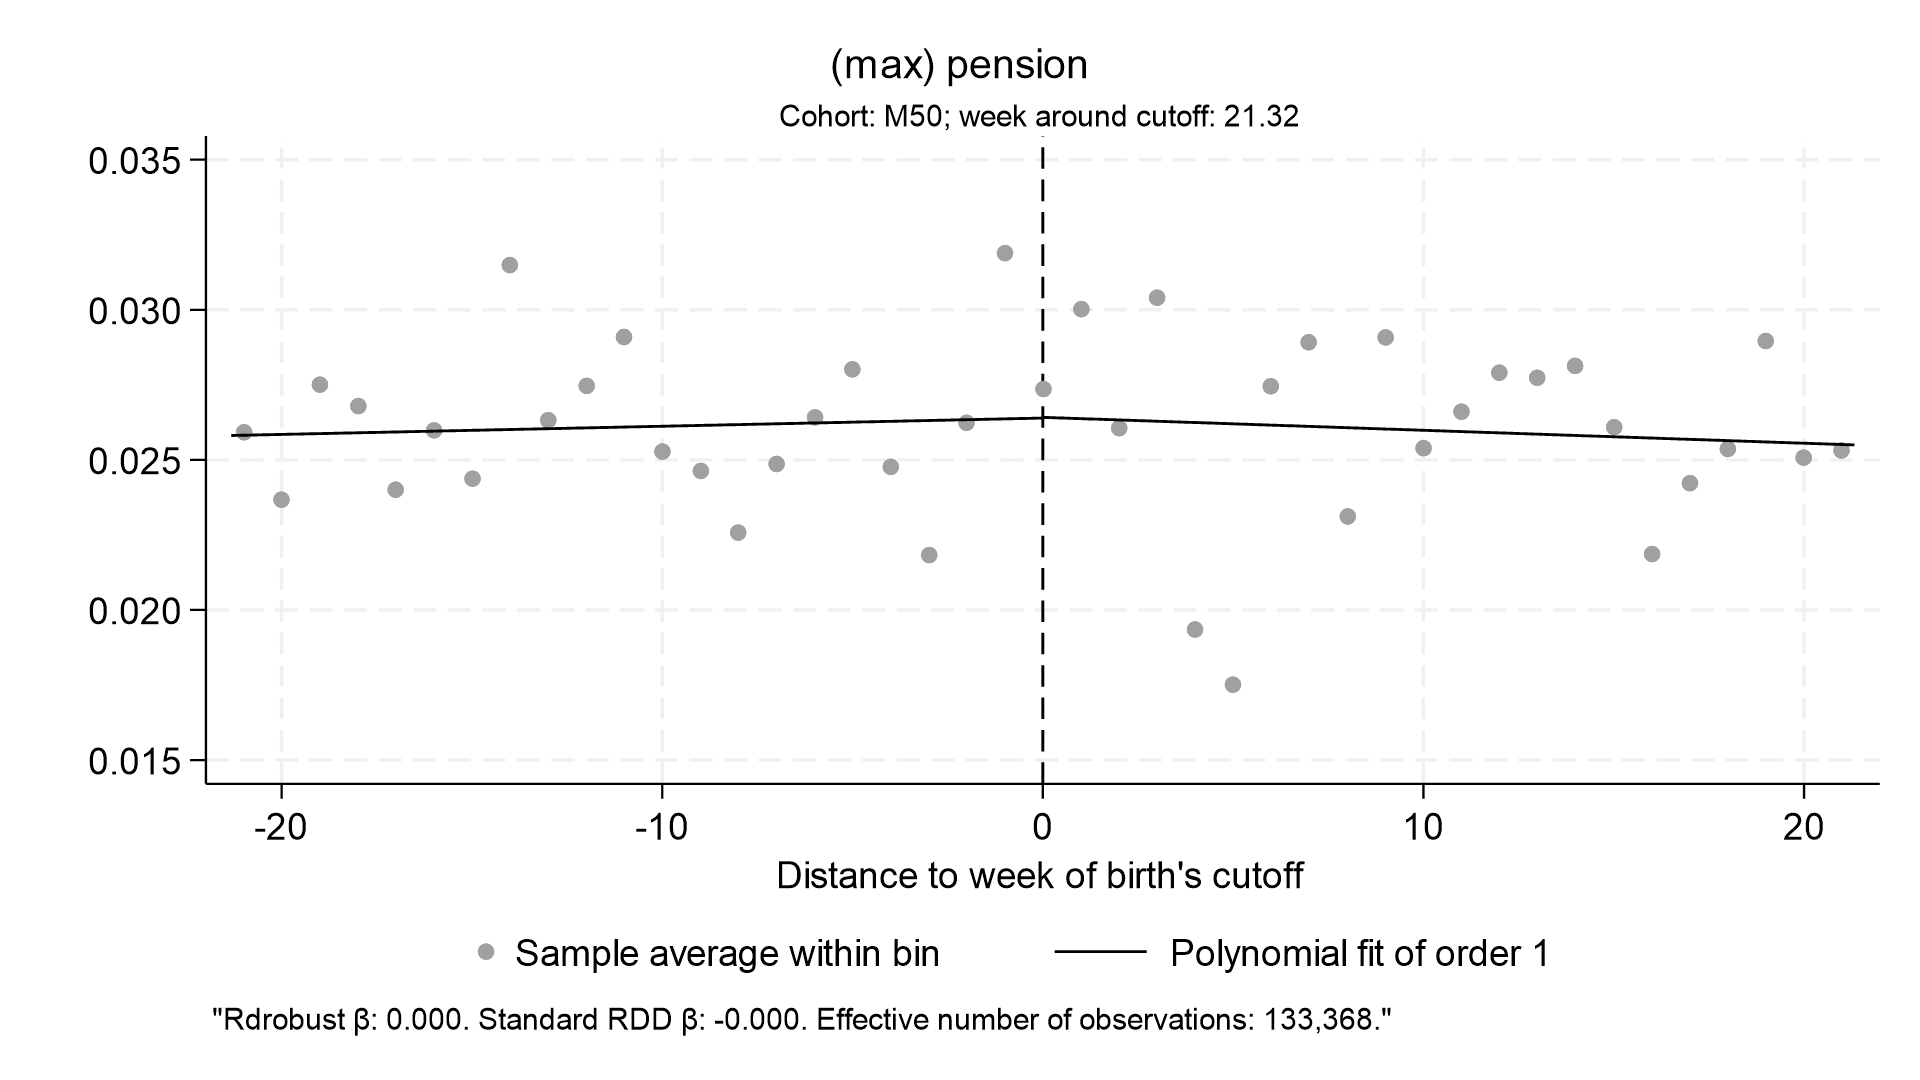 (max) pension
Cohort: M50; week around cutoff: 21.32
0.035
0.030
0.025
0.020
0.015
-20 -10 0 10 20
Distance to week of birth's cutoff
Sample average within bin Polynomial fit of order 1
"Rdrobust β: 0.000. Standard RDD β: -0.000. Effective number of observations: 133,368."